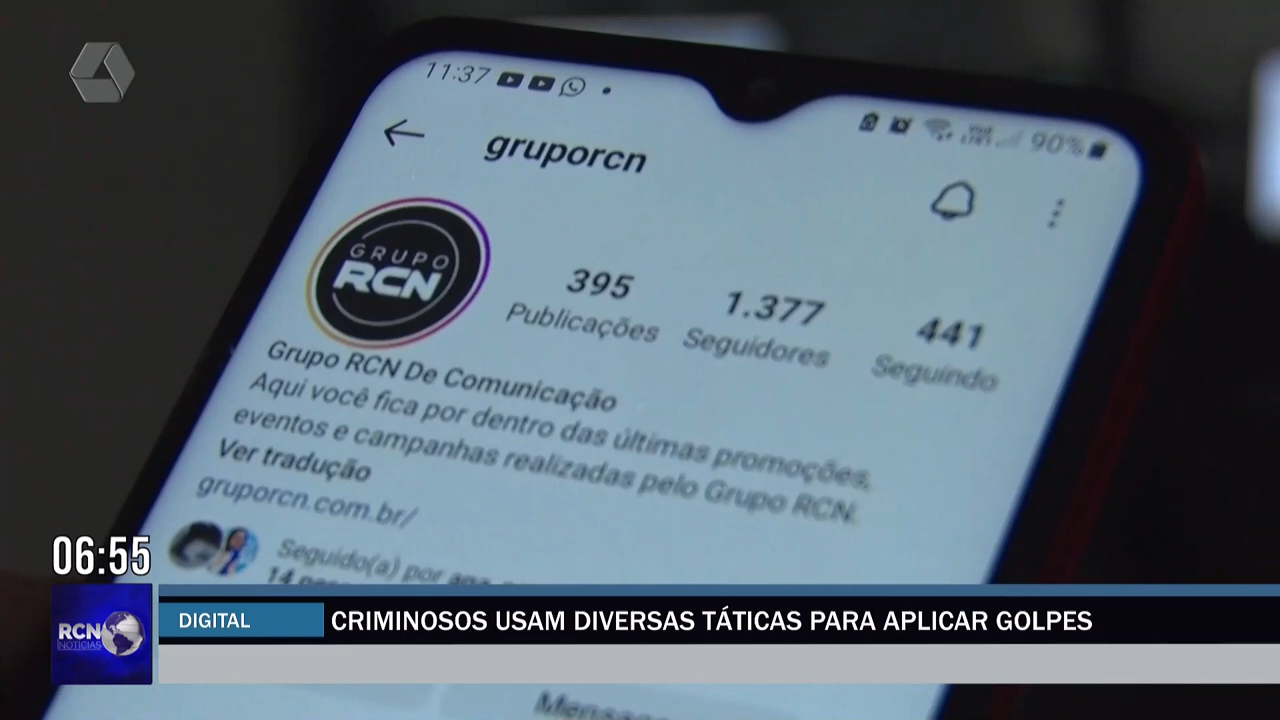 11:37
90%
gruporcn
GRUPO
RCN
395
Publicações
1.377
Seguidores
441
Seguindo
Grupo RCN De Comunicação
Aqui você fica por dentro das últimas promoções,
eventos e campanhas realizadas pelo Grupo RCN.
Ver tradução
gruporcn.com.br/
Seguido(a) por
14
06:55
RCN
NOTÍCIAS
DIGITAL
CRIMINOSOS USAM DIVERSAS TÁTICAS PARA APLICAR GOLPES